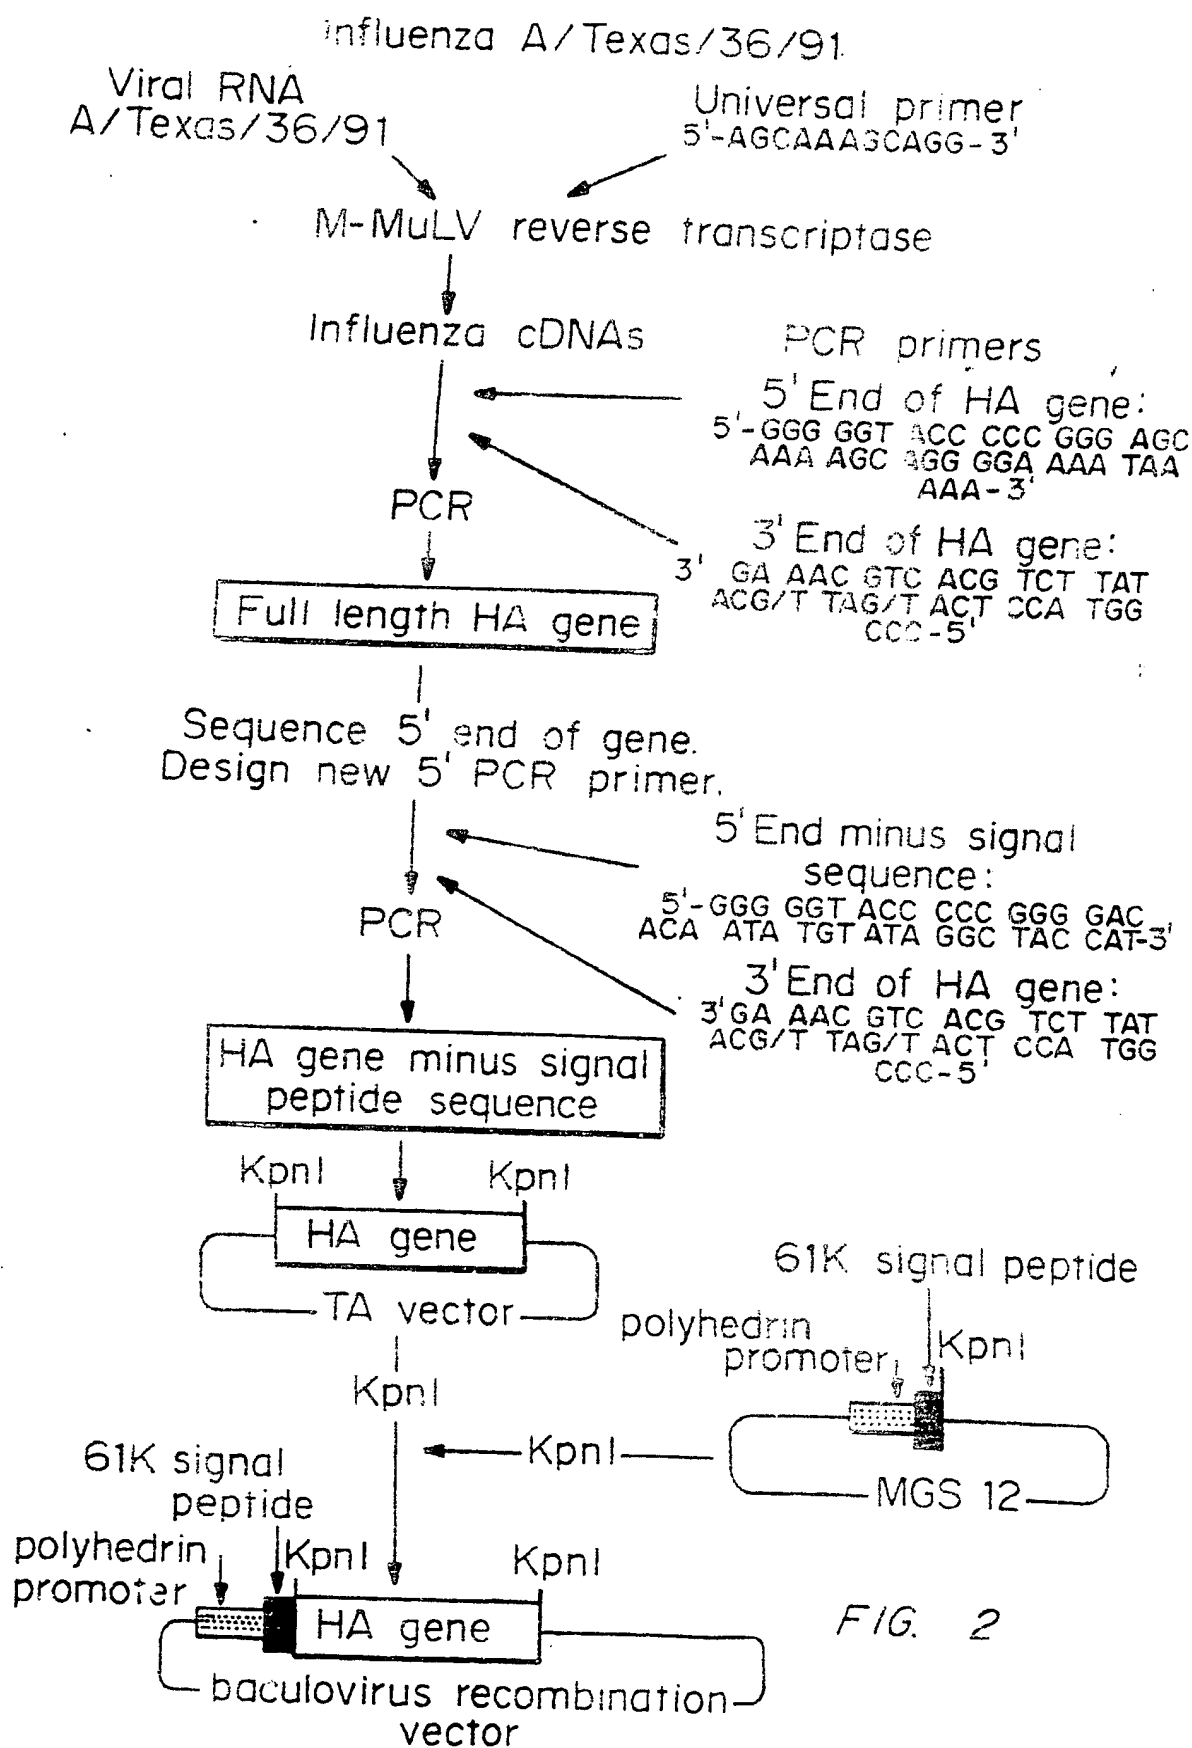 Influenza A/Texas/36/91
Viral RNA
A/Texas/36/91
Universal primer
5'-AGCAAAAGCAGG-3'
M-MuLV reverse transcriptase
Influenza cDNAs
PCR primers
5' End of HA gene:
5'-GGG GGT ACC CCC GGG AGC
AAA AGC AGG GGA AAA TAA
AAA-3'
PCR
3' End of HA gene:
3' GA AAC GTC ACG TCT TAT
ACG/T TAG/T ACT CCA TGG
CCC-5'
Full length HA gene
Sequence 5' end of gene.
Design new 5' PCR primer.
5' End minus signal
sequence:
5'-GGG GGT ACC CCC GGG GAC
ACA ATA TGT ATA GGC TAC CAT-3'
PCR
3' End of HA gene:
3' GA AAC GTC ACG TCT TAT
ACG/T TAG/T ACT CCA TGG
CCC-5'
HA gene minus signal
peptide sequence
KpnI KpnI
HA gene
TA vector
61K signal peptide
polyhedrin
promoter
KpnI
KpnI
KpnI
MGS 12
61K signal
peptide
polyhedrin
promoter
KpnI KpnI
HA gene
baculovirus recombination
vector
FIG. 2